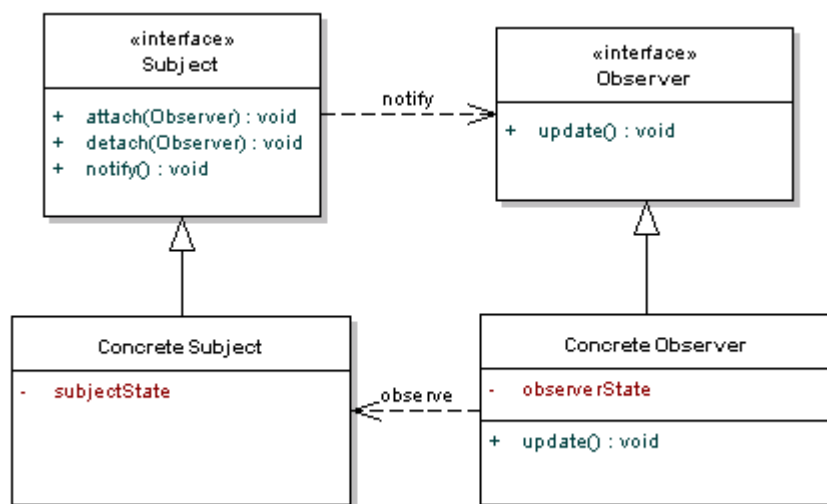 «interface»
Subject
+ attach(Observer) : void
+ detach(Observer) : void
+ notify() : void
notify
«interface»
Observer
+ update() : void
Concrete Subject
- subjectState
observe
Concrete Observer
- observerState
+ update() : void